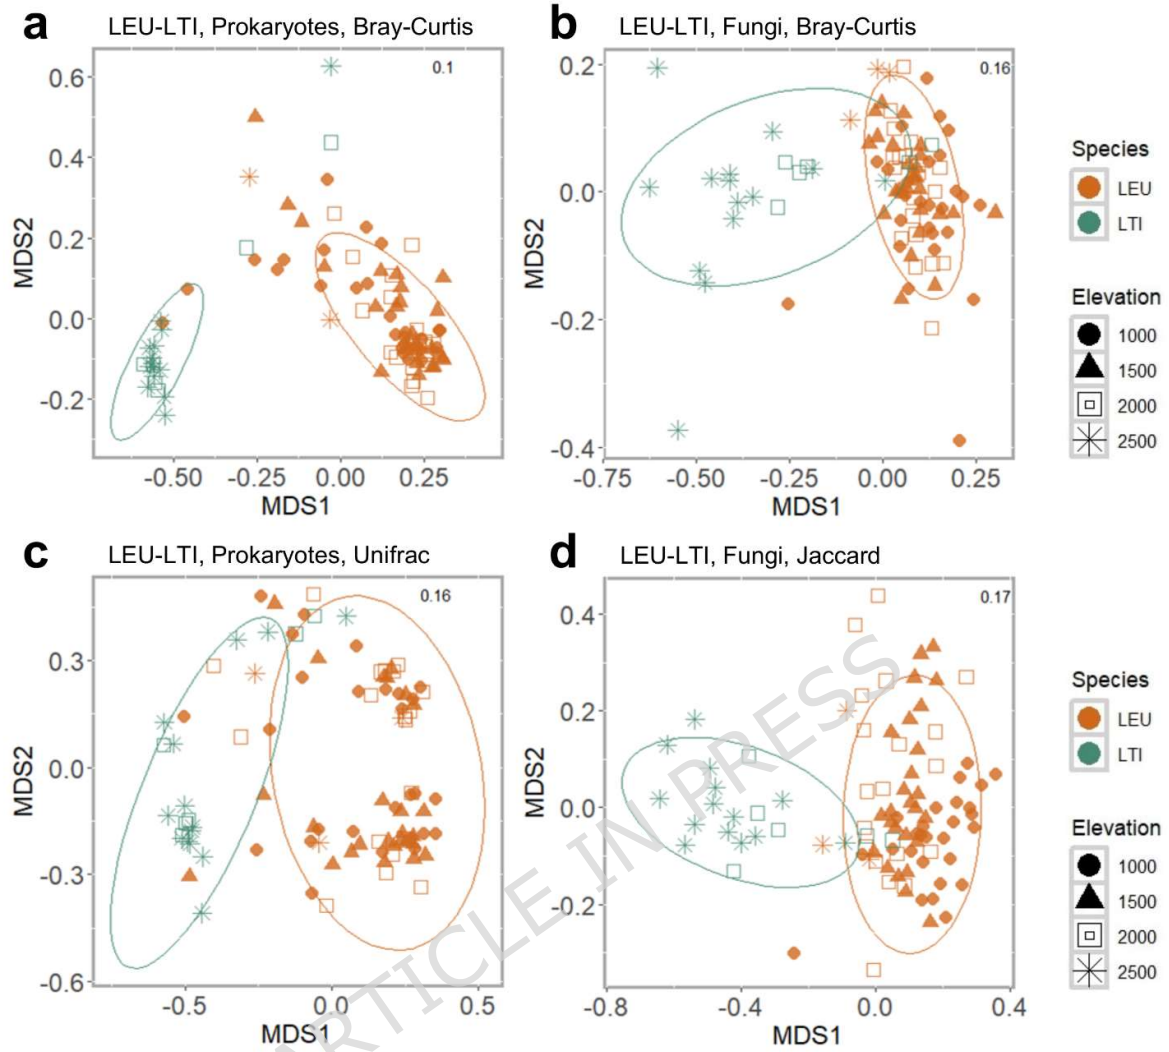 a LEU-LTI, Prokaryotes, Bray-Curtis
0.1
MDS2
0.6
0.4
0.2
0.0
-0.2
-0.50 -0.25 0.00 0.25
MDS1
b LEU-LTI, Fungi, Bray-Curtis
0.16
MDS2
0.2
0.0
-0.2
-0.4
-0.75 -0.50 -0.25 0.00 0.25
MDS1
Species
LEU
LTI
Elevation
1000
1500
2000
2500
c LEU-LTI, Prokaryotes, Unifrac
0.16
MDS2
0.3
0.0
-0.3
-0.6
-0.5 0.0 0.5
MDS1
d LEU-LTI, Fungi, Jaccard
0.17
MDS2
0.4
0.2
0.0
-0.2
-0.8 -0.4 0.0 0.4
MDS1
Species
LEU
LTI
Elevation
1000
1500
2000
2500
ARTICLE IN PRESS